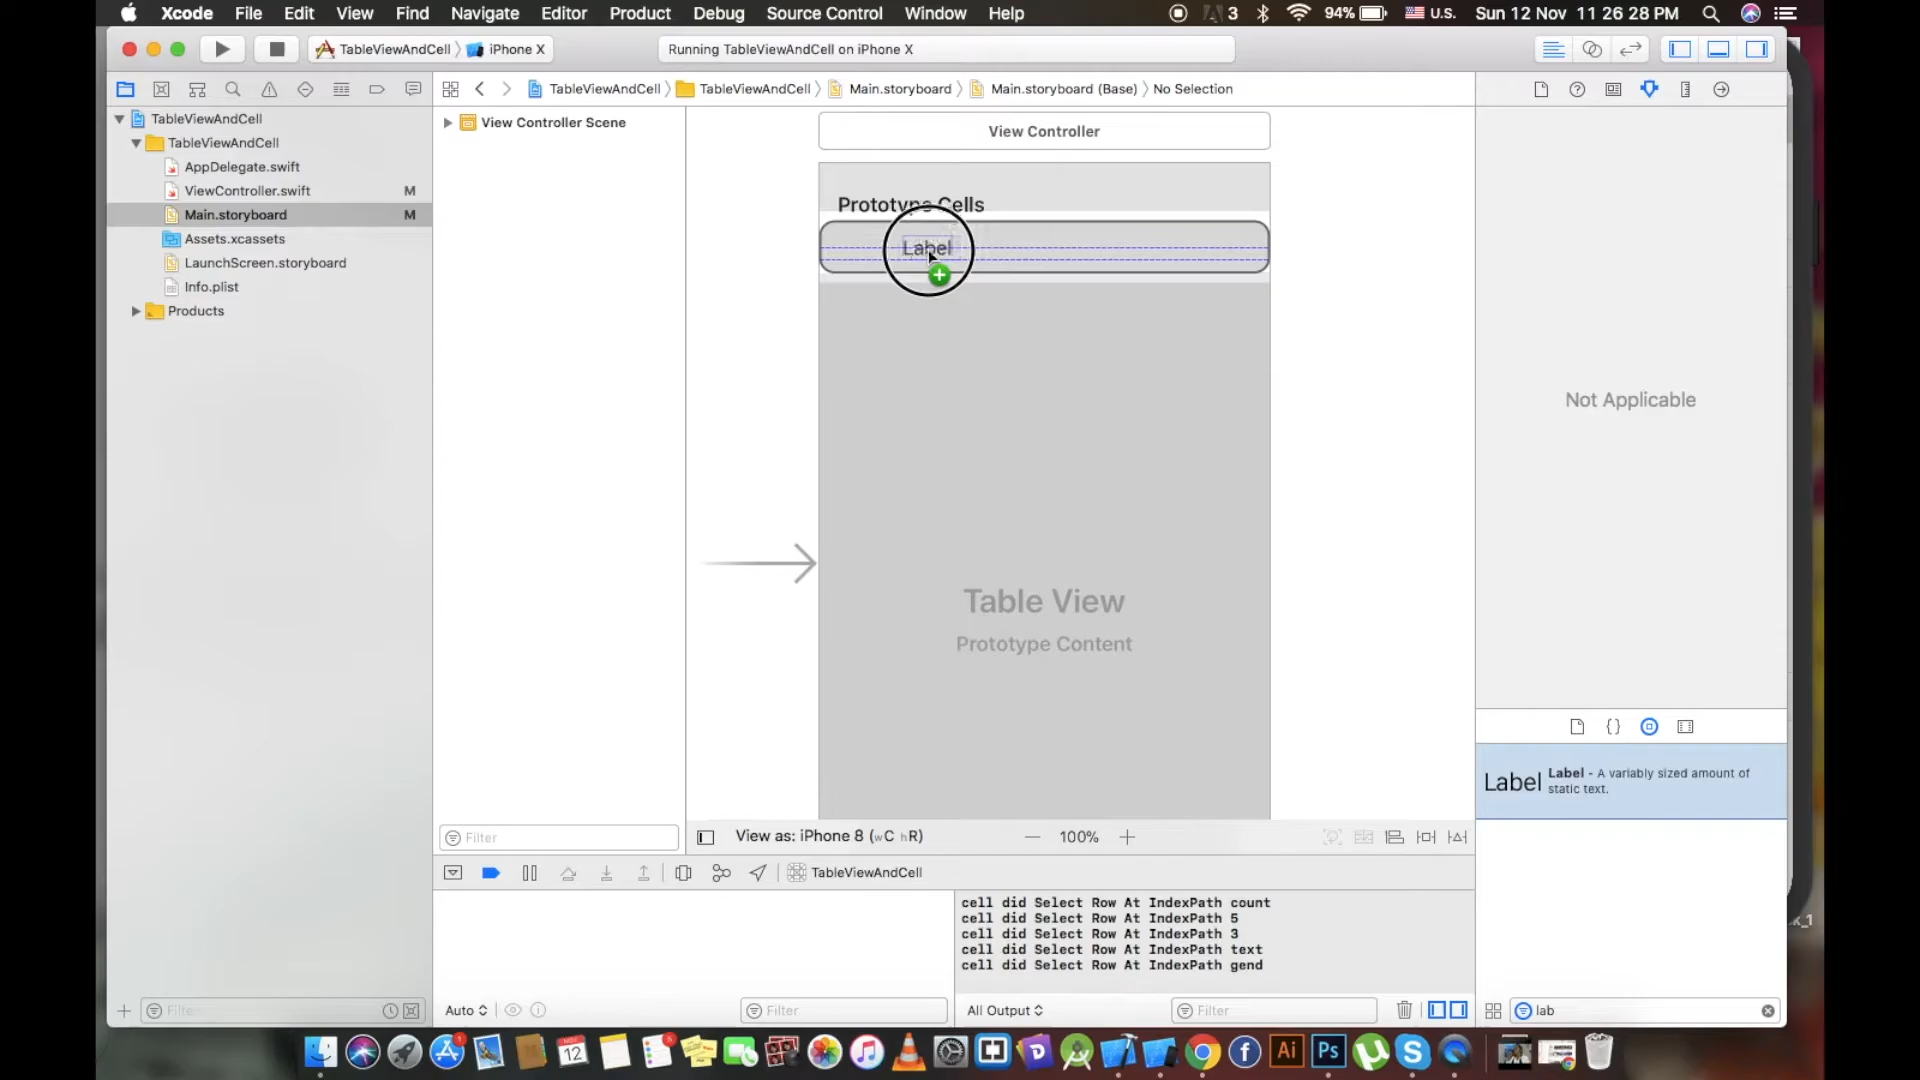 Xcode File Edit View Find Navigate Editor Product Debug Source Control Window Help 3 94% U.S. Sun 12 Nov 11 26 28 PM
TableViewAndCell iPhone X Running TableViewAndCell on iPhone X
TableViewAndCell TableViewAndCell Main.storyboard Main.storyboard (Base) No Selection
TableViewAndCell
TableViewAndCell
AppDelegate.swift
ViewController.swift M
Main.storyboard M
Assets.xcassets
LaunchScreen.storyboard
Info.plist
Products
View Controller Scene
View Controller
Prototype Cells
Label
Table View
Prototype Content
Not Applicable
Label Label - A variably sized amount of
static text.
Filter
View as: iPhone 8 (wC hR) 100%
TableViewAndCell
cell did Select Row At IndexPath count
cell did Select Row At IndexPath 5
cell did Select Row At IndexPath 3
cell did Select Row At IndexPath text
cell did Select Row At IndexPath gend
Filter Auto Filter All Output Filter lab
NOV
12
D Ai Ps
1